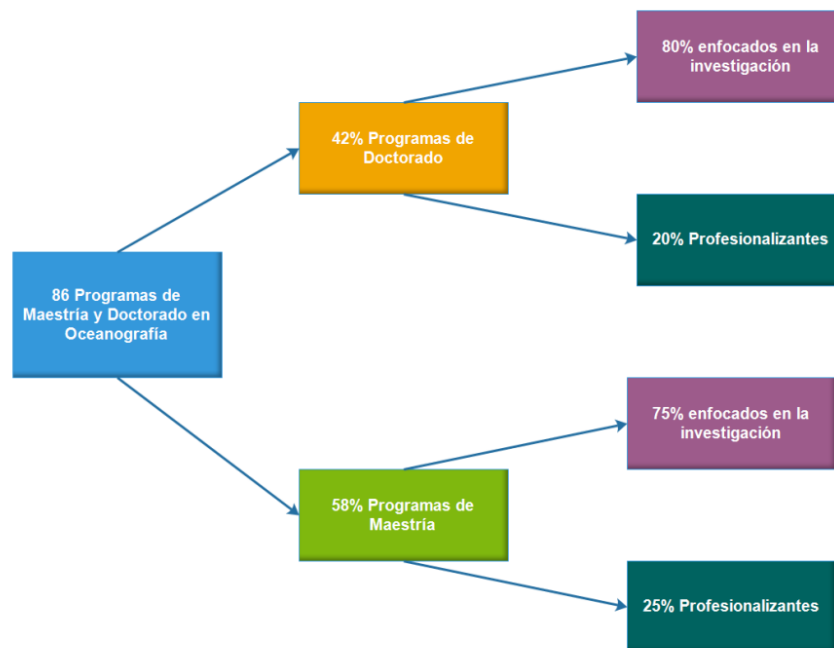 80% enfocados en la
investigación
42% Programas de
Doctorado
20% Profesionalizantes
86 Programas de
Maestría y Doctorado en
Oceanografía
75% enfocados en la
investigación
58% Programas de
Maestría
25% Profesionalizantes